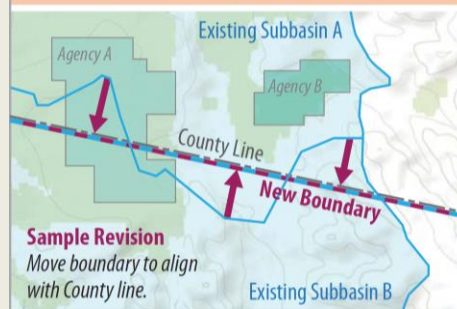 Existing Subbasin A
Agency A
Agency B
County Line
New Boundary
Sample Revision
Move boundary to align
with County line.
Existing Subbasin B